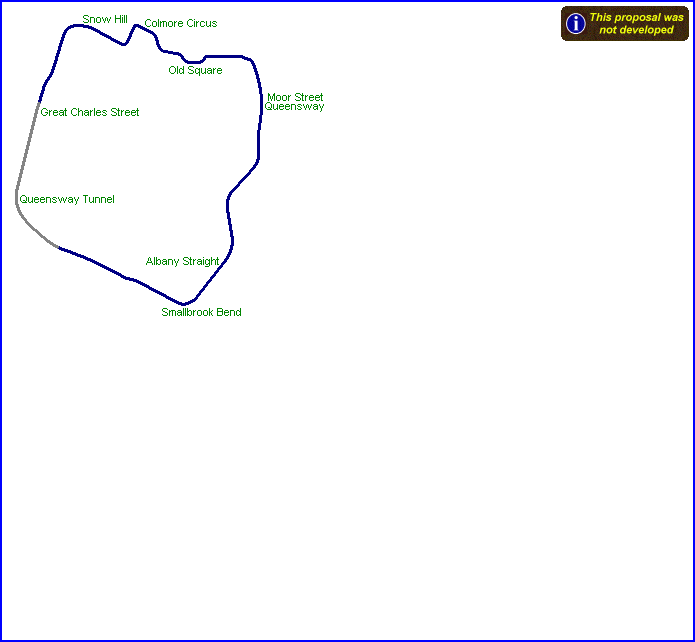 Snow Hill
Colmore Circus
This proposal was
not developed
Old Square
Moor Street
Queensway
Great Charles Street
Queensway Tunnel
Albany Straight
Smallbrook Bend